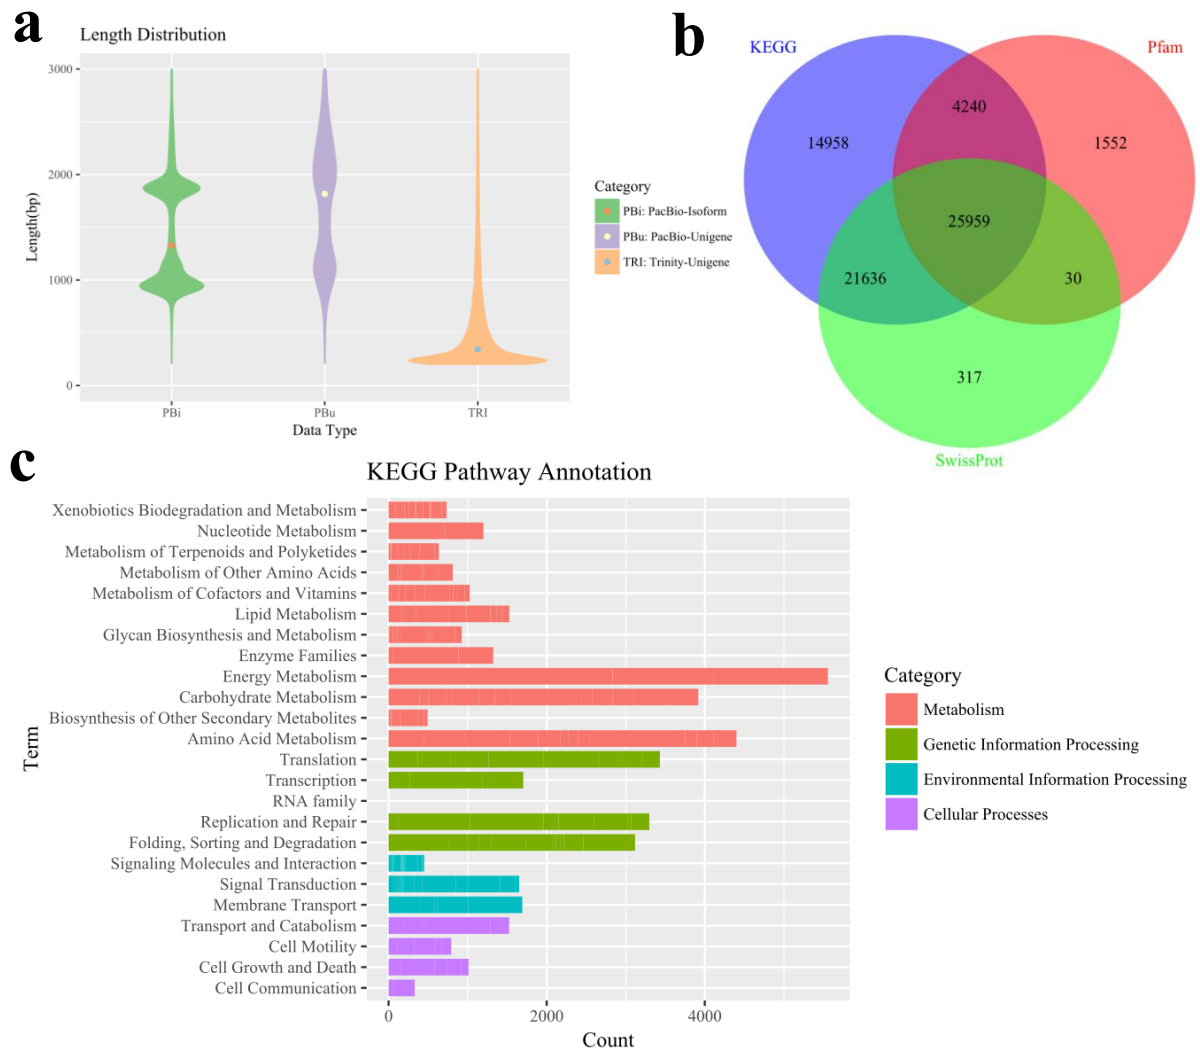 a
Length Distribution
3000
2000
1000
0
Length(bp)
PBi
PBu
TRI
Data Type
Category
PBi: PacBio-Isoform
PBu: PacBio-Unigene
TRI: Trinity-Unigene
b
KEGG
Pfam
4240
14958
1552
25959
21636
30
317
SwissProt
c
KEGG Pathway Annotation
Xenobiotics Biodegradation and Metabolism
Nucleotide Metabolism
Metabolism of Terpenoids and Polyketides
Metabolism of Other Amino Acids
Metabolism of Cofactors and Vitamins
Lipid Metabolism
Glycan Biosynthesis and Metabolism
Enzyme Families
Energy Metabolism
Carbohydrate Metabolism
Biosynthesis of Other Secondary Metabolites
Amino Acid Metabolism
Translation
Transcription
RNA family
Replication and Repair
Folding, Sorting and Degradation
Signaling Molecules and Interaction
Signal Transduction
Membrane Transport
Transport and Catabolism
Cell Motility
Cell Growth and Death
Cell Communication
Term
0
2000
4000
Count
Category
Metabolism
Genetic Information Processing
Environmental Information Processing
Cellular Processes